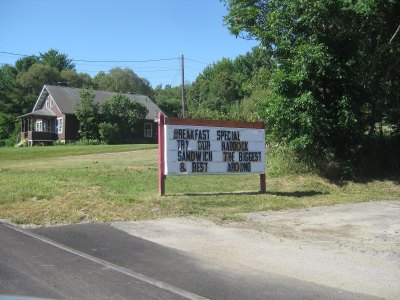 BREAKFAST SPECIAL
TRY OUR HADDOCK
SANDWICH THE BIGGEST
& BEST AROUND